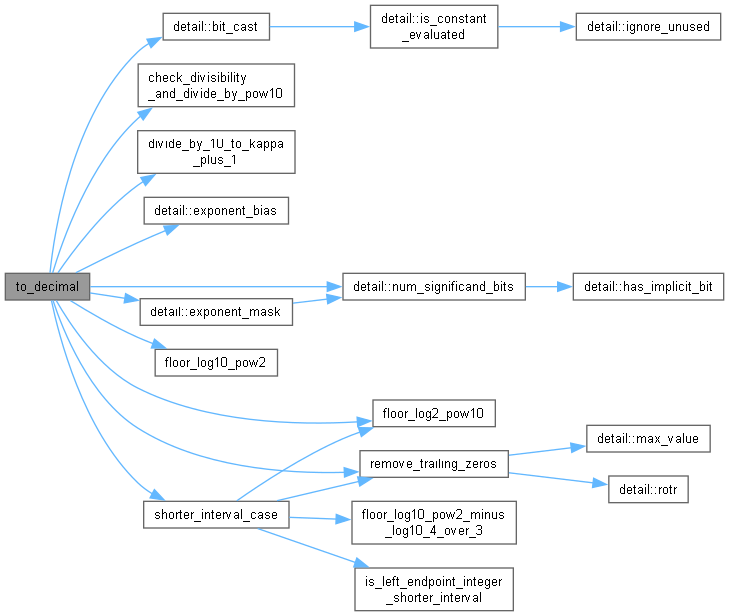 detail::bit_cast
detail::is_constant
_evaluated
detail::ignore_unused
check_divisibility
_and_divide_by_pow10
divide_by_10_to_kappa
_plus_1
detail::exponent_bias
to_decimal
detail::num_significand_bits
detail::has_implicit_bit
detail::exponent_mask
floor_log10_pow2
floor_log2_pow10
detail::max_value
remove_trailing_zeros
detail::rotr
shorter_interval_case
floor_log10_pow2_minus
_log10_4_over_3
is_left_endpoint_integer
_shorter_interval